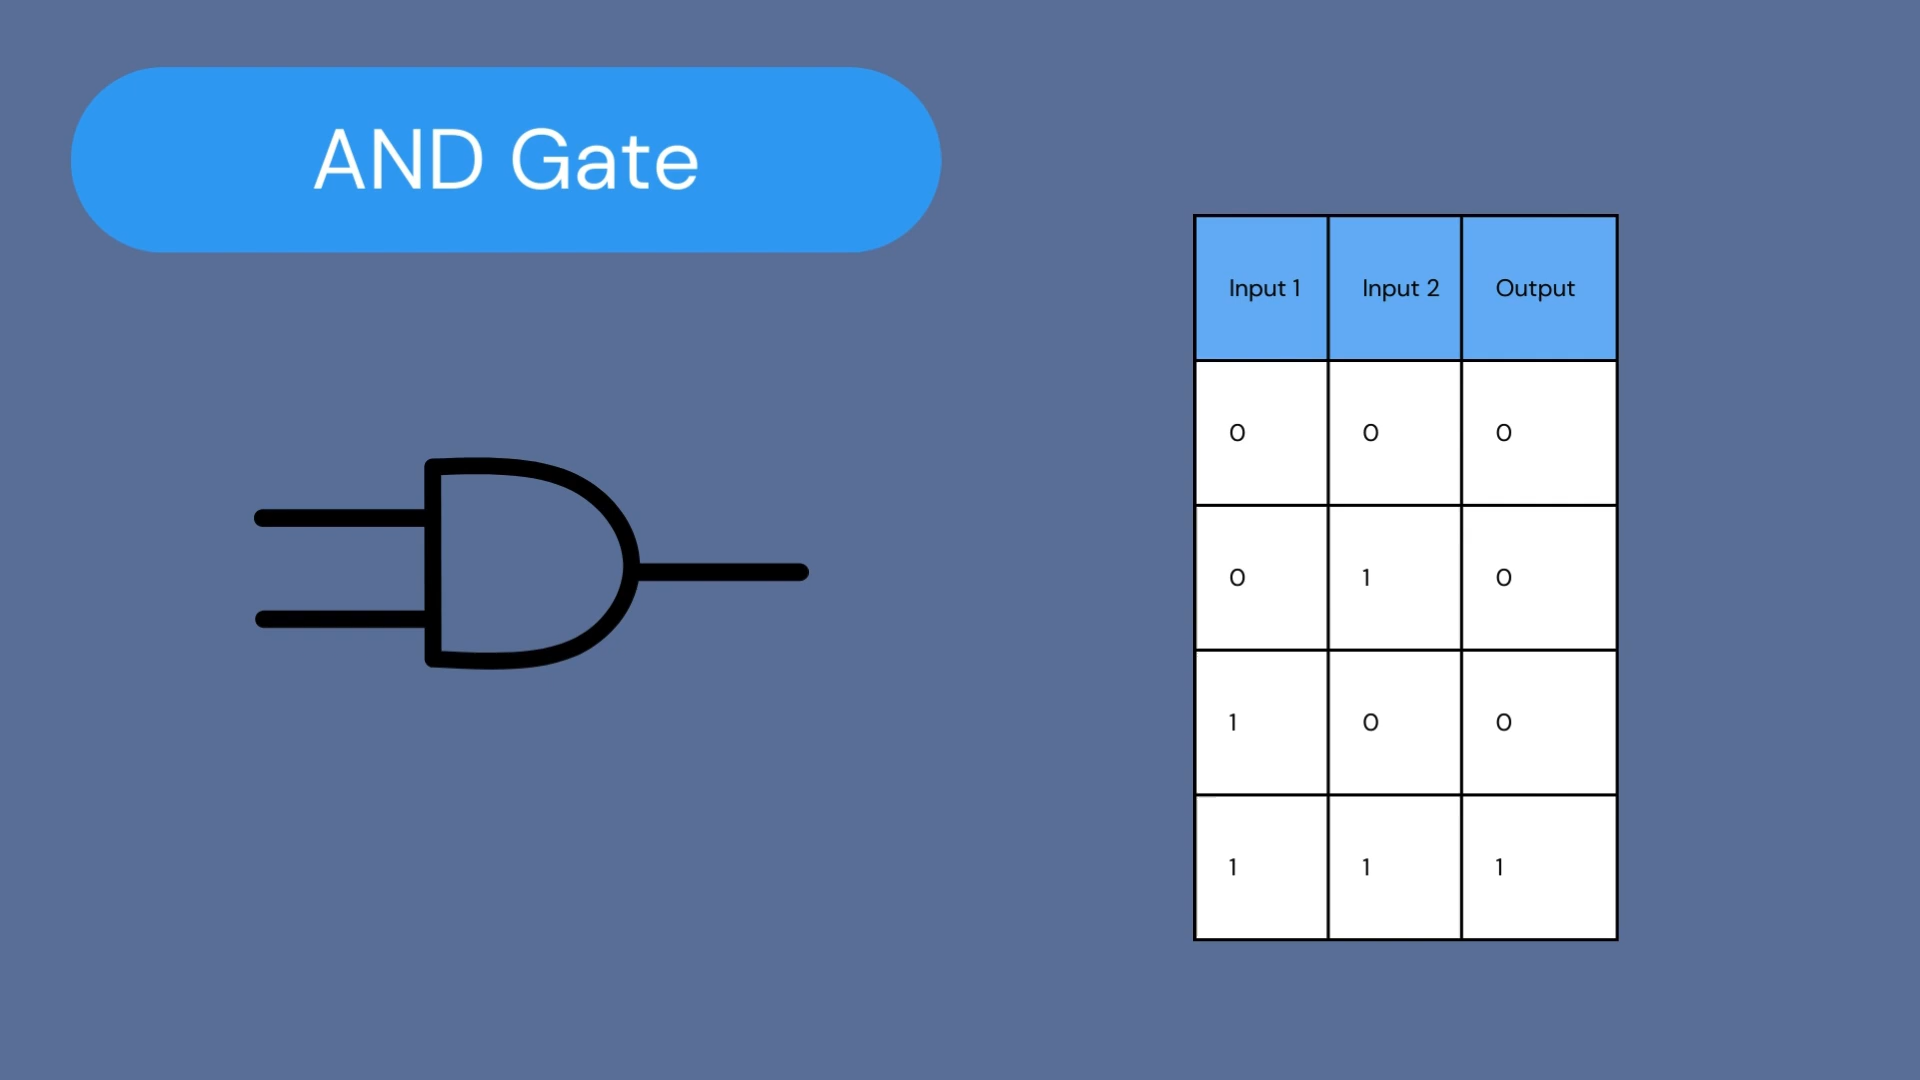 AND Gate
Input 1 Input 2 Output
0 0 0
0 1 0
1 0 0
1 1 1